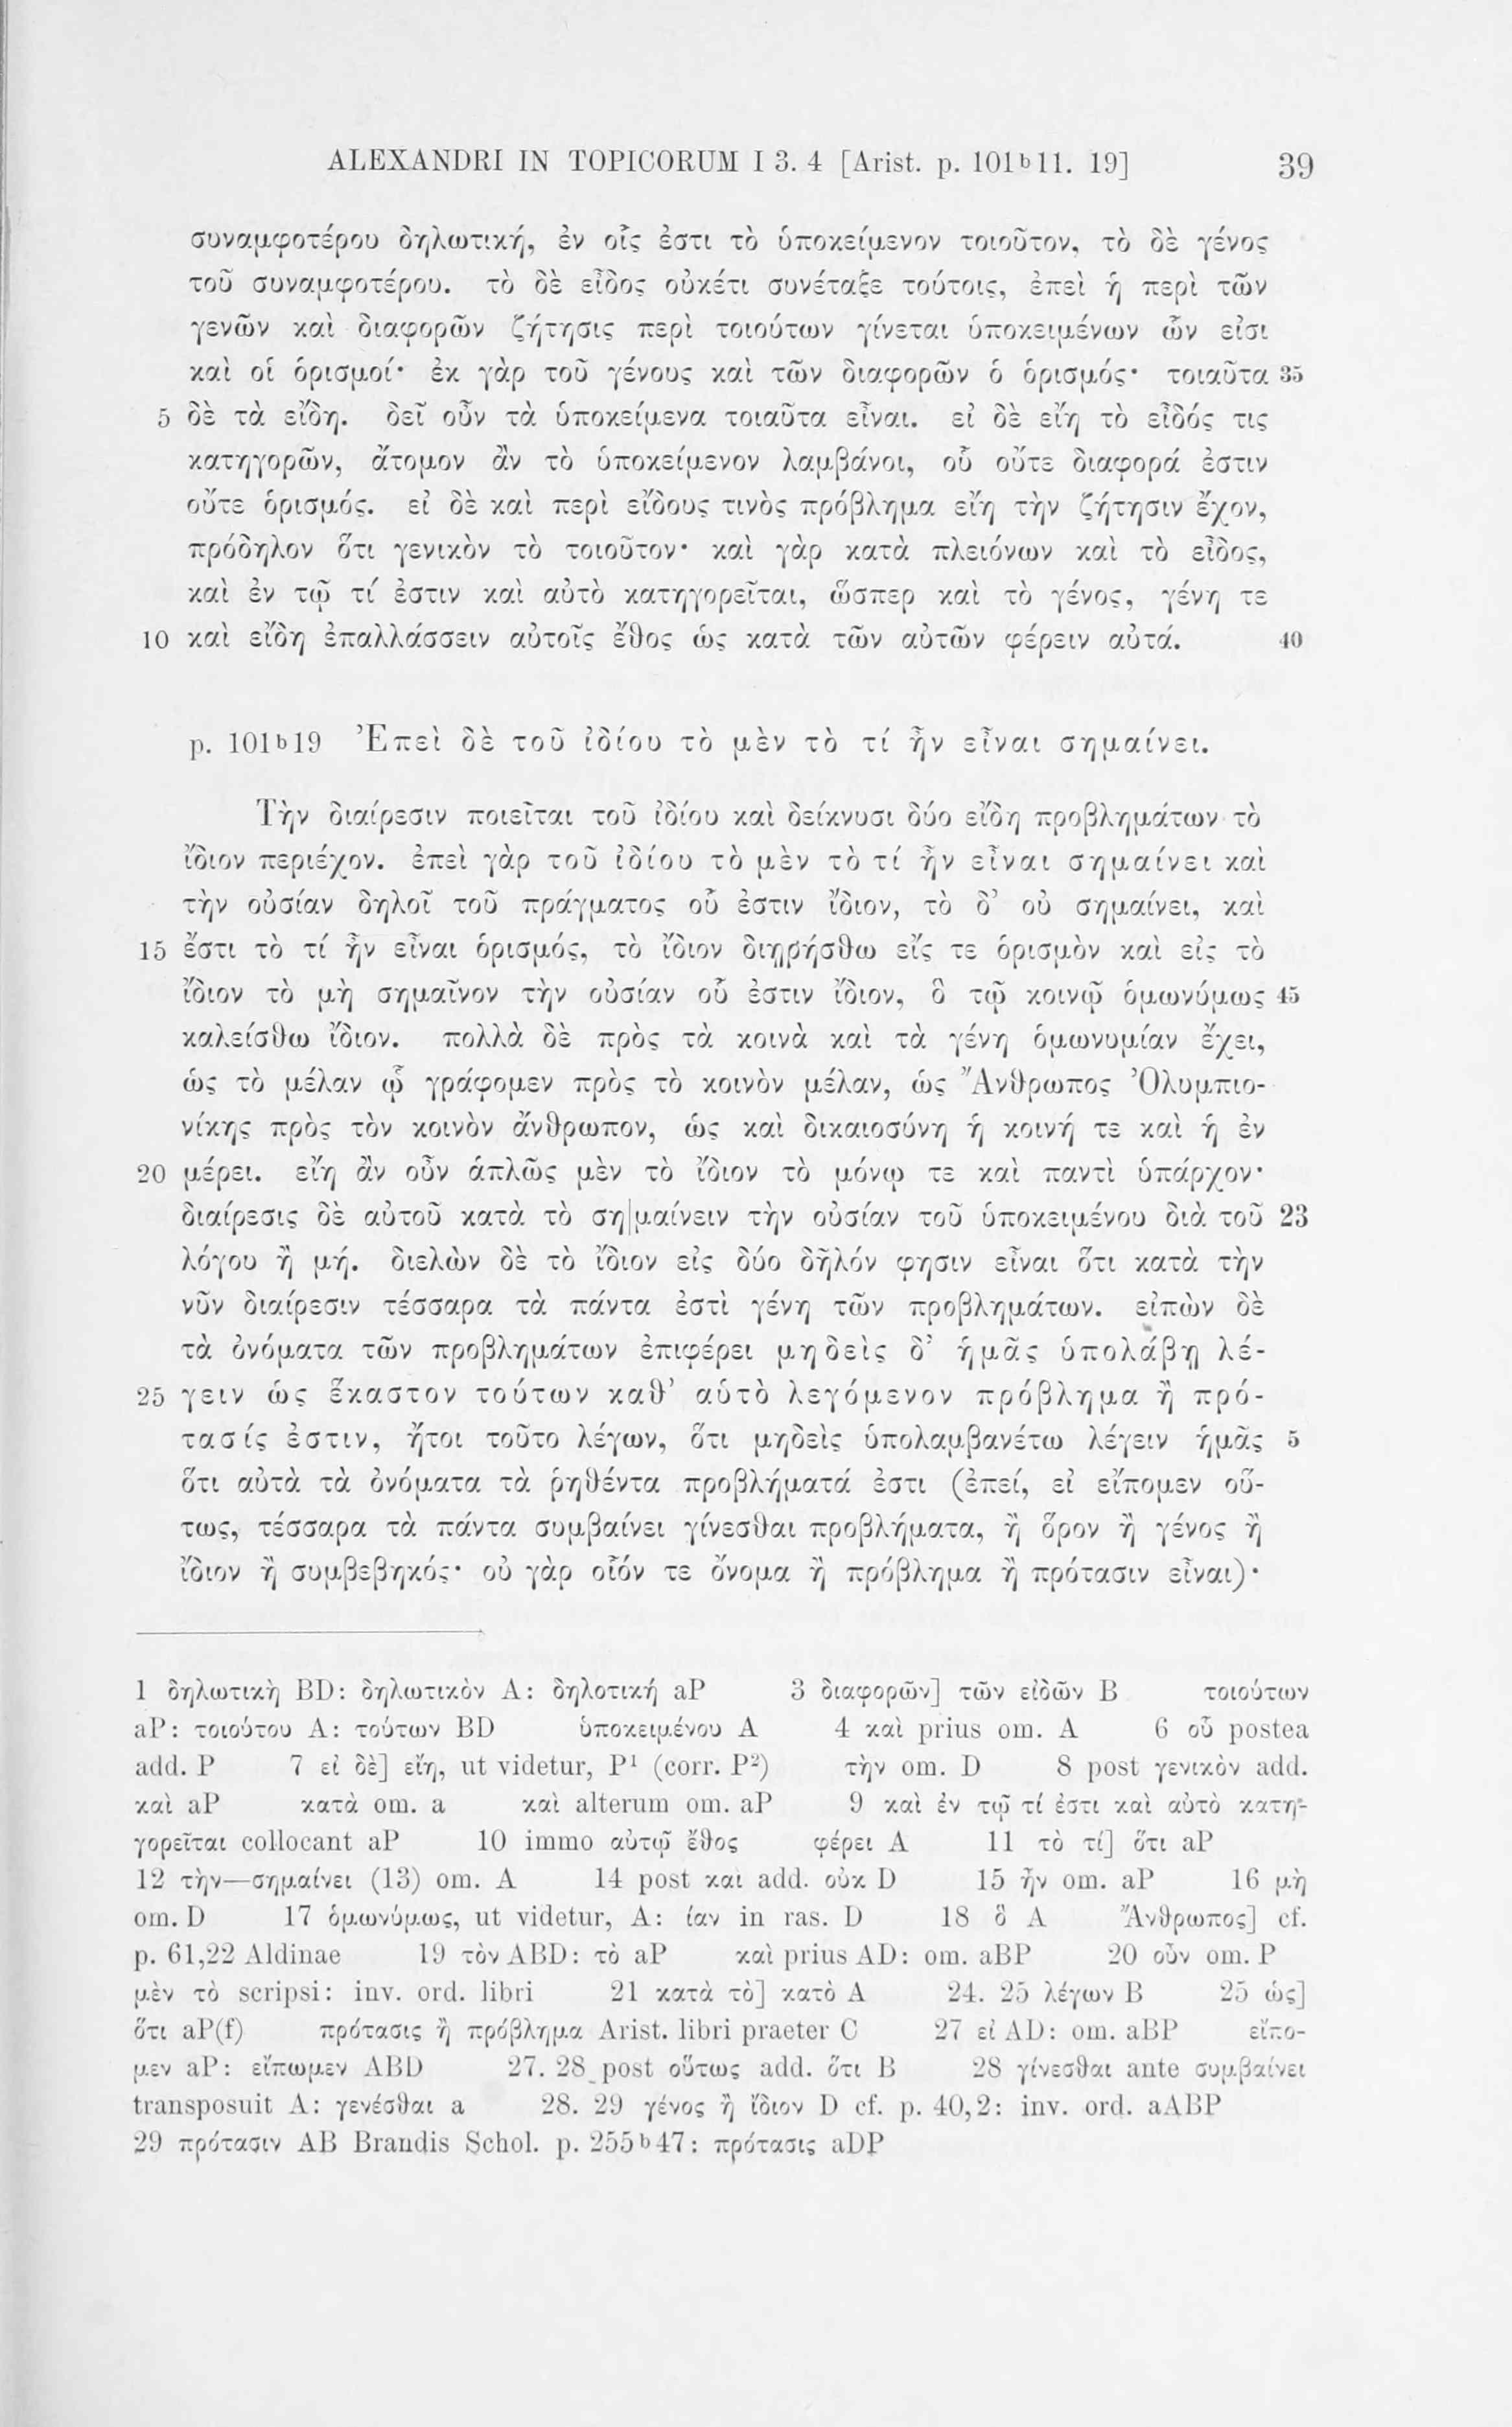 ALEXANDRI IN TOPICORUM I 3. 4 [Arist. p. 101ᵇ11. 19] 39
συναμφοτέρου δηλωτική, ἐν οἷς ἐστι τὸ ὑποκείμενον τοιοῦτον, τὸ δὲ γένος
τοῦ συναμφοτέρου. τὸ δὲ εἶδος οὐκέτι συνέταξε τούτοις, ἐπεὶ ἡ περὶ τῶν
γενῶν καὶ διαφορῶν ζήτησις περὶ τοιούτων γίνεται ὑποκειμένων ὧν εἰσι
καὶ οἱ ὁρισμοί· ἐκ γὰρ τοῦ γένους καὶ τῶν διαφορῶν ὁ ὁρισμός· τοιαῦτα 35
5 δὲ τὰ εἴδη. δεῖ οὖν τὰ ὑποκείμενα τοιαῦτα εἶναι. εἰ δὲ εἴη τὸ εἶδός τις
κατηγορῶν, ἄτομον ἂν τὸ ὑποκείμενον λαμβάνοι, οὗ οὔτε διαφορά ἐστιν
οὔτε ὁρισμός. εἰ δὲ καὶ περὶ εἴδους τινὸς πρόβλημα εἴη τὴν ζήτησιν ἔχον,
πρόδηλον ὅτι γενικὸν τὸ τοιοῦτον· καὶ γὰρ κατὰ πλειόνων καὶ τὸ εἶδος,
καὶ ἐν τῷ τί ἐστιν καὶ αὐτὸ κατηγορεῖται, ὥσπερ καὶ τὸ γένος, γένη τε
10 καὶ εἴδη ἐπαλλάσσειν αὐτοῖς ἔθος ὡς κατὰ τῶν αὐτῶν φέρειν αὐτά. 40
p. 101ᵇ19 Ἐπεὶ δὲ τοῦ ἰδίου τὸ μὲν τὸ τί ἦν εἶναι σημαίνει.
Τὴν διαίρεσιν ποιεῖται τοῦ ἰδίου καὶ δείκνυσι δύο εἴδη προβλημάτων τὸ
ἴδιον περιέχον. ἐπεὶ γὰρ τοῦ ἰδίου τὸ μὲν τὸ τί ἦν εἶναι σημαίνει καὶ
τὴν οὐσίαν δηλοῖ τοῦ πράγματος οὗ ἐστιν ἴδιον, τὸ δ’ οὐ σημαίνει, καὶ
15 ἔστι τὸ τί ἦν εἶναι ὁρισμός, τὸ ἴδιον διῃρήσθω εἴς τε ὁρισμὸν καὶ εἰς τὸ
ἴδιον τὸ μὴ σημαῖνον τὴν οὐσίαν οὗ ἐστιν ἴδιον, ὃ τῷ κοινῷ ὁμωνύμως 45
καλείσθω ἴδιον. πολλὰ δὲ πρὸς τὰ κοινὰ καὶ τὰ γένη ὁμωνυμίαν ἔχει,
ὡς τὸ μέλαν ᾧ γράφομεν πρὸς τὸ κοινὸν μέλαν, ὡς Ἄνθρωπος Ὀλυμπιο-
νίκης πρὸς τὸν κοινὸν ἄνθρωπον, ὡς καὶ δικαιοσύνη ἡ κοινή τε καὶ ἡ ἐν
20 μέρει. εἴη ἂν οὖν ἁπλῶς μὲν τὸ ἴδιον τὸ μόνῳ τε καὶ παντὶ ὑπάρχον·
διαίρεσις δὲ αὐτοῦ κατὰ τὸ ση|μαίνειν τὴν οὐσίαν τοῦ ὑποκειμένου διὰ τοῦ 23
λόγου ἢ μή. διελὼν δὲ τὸ ἴδιον εἰς δύο δῆλόν φησιν εἶναι ὅτι κατὰ τὴν
νῦν διαίρεσιν τέσσαρα τὰ πάντα ἐστὶ γένη τῶν προβλημάτων. εἰπὼν δὲ
τὰ ὀνόματα τῶν προβλημάτων ἐπιφέρει μηδεὶς δ’ ἡμᾶς ὑπολάβῃ λέ-
25 γειν ὡς ἕκαστον τούτων καθ’ αὑτὸ λεγόμενον πρόβλημα ἢ πρό-
τασίς ἐστιν, ἤτοι τοῦτο λέγων, ὅτι μηδεὶς ὑπολαμβανέτω λέγειν ἡμᾶς 5
ὅτι αὐτὰ τὰ ὀνόματα τὰ ῥηθέντα προβλήματά ἐστι (ἐπεί, εἰ εἴπομεν οὕ-
τως, τέσσαρα τὰ πάντα συμβαίνει γίνεσθαι προβλήματα, ἢ ὅρον ἢ γένος ἢ
ἴδιον ἢ συμβεβηκός· οὐ γὰρ οἷόν τε ὄνομα ἢ πρόβλημα ἢ πρότασιν εἶναι)·
1 δηλωτικὴ BD: δηλωτικὸν A: δηλοτική aP 3 διαφορῶν] τῶν εἰδῶν B τοιούτων
aP: τοιούτου A: τούτων BD ὑποκειμένου A 4 καὶ prius om. A 6 οὗ postea
add. P 7 εἰ δὲ] εἴη, ut videtur, P¹ (corr. P²) τὴν om. D 8 post γενικὸν add.
καὶ aP κατὰ om. a καὶ alterum om. aP 9 καὶ ἐν τῷ τί ἐστι καὶ αὐτὸ κατη-
γορεῖται collocant aP 10 immo αὐτῷ ἔθος φέρει A 11 τὸ τί] ὅτι aP
12 τὴν—σημαίνει (13) om. A 14 post και add. οὐκ D 15 ἦν om. aP 16 μὴ
om. D 17 ὁμωνύμως, ut videtur, A: ίαν in ras. D 18 ὃ A Ἄνθρωπος] cf.
p. 61,22 Aldinae 19 τὸν ABD: τὸ aP καὶ prius AD: om. aBP 20 οὖν om. P
μὲν τὸ scripsi: inv. ord. libri 21 κατὰ τὸ] κατὸ A 24. 25 λέγων B 25 ὡς]
ὅτι aP(f) πρότασις ἢ πρόβλημα Arist. libri praeter C 27 εἰ AD: om. aBP εἴπο-
μεν aP: εἴπωμεν ABD 27. 28 post οὕτως add. ὅτι B 28 γίνεσθαι ante συμβαίνει
transposuit A: γενέσθαι a 28. 29 γένος ἢ ἴδιον D cf. p. 40,2: inv. ord. aABP
29 πρότασιν AB Brandis Schol. p. 255ᵇ47: πρότασις aDP